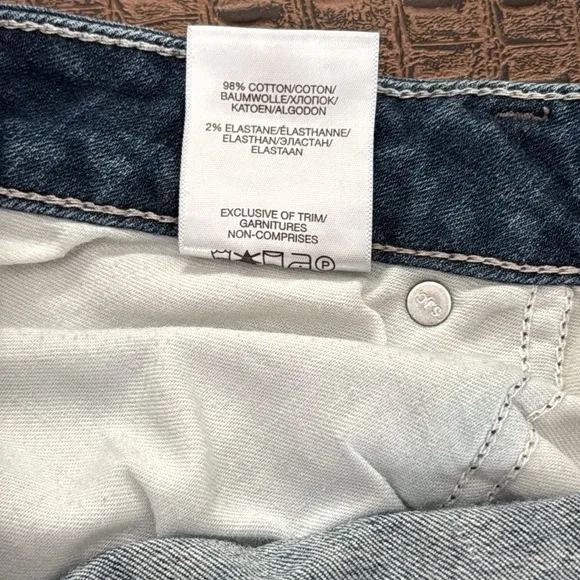 98% COTTON/COTON/
BAUMWOLLE/ХЛОПОК/
KATOEN/ALGODON
2% ELASTANE/ÉLASTHANNE/
ELASTHAN/ЭЛАСТАН/
ELASTAAN
EXCLUSIVE OF TRIM/
GARNITURES
NON-COMPRISES
P